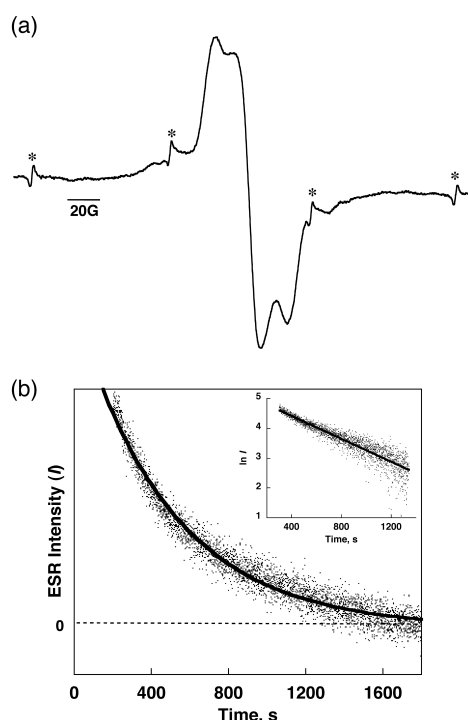 (a)
* * * *
20G
(b)
ESR Intensity (I)
0
0 400 800 1200 1600
Time, s
ln I
5
4
3
2
1
400 800 1200
Time, s